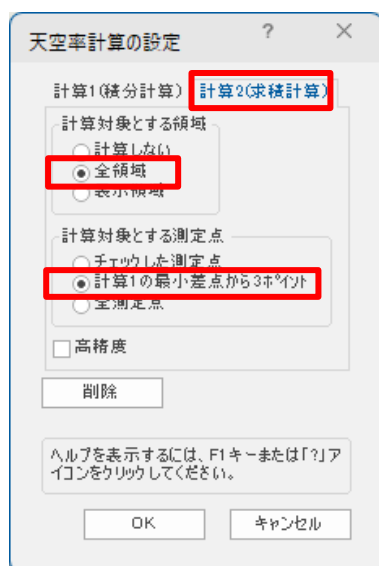 天空率計算の設定 ? ×
計算1(積分計算) 計算2(求積計算)
計算対象とする領域
計算しない
全領域
表示領域
計算対象とする測定点
チェックした測定点
計算1の最小差点から3ポイント
全測定点
高精度
削除
ヘルプを表示するには、F1キーまたは「?」ア
イコンをクリックしてください。
OK キャンセル